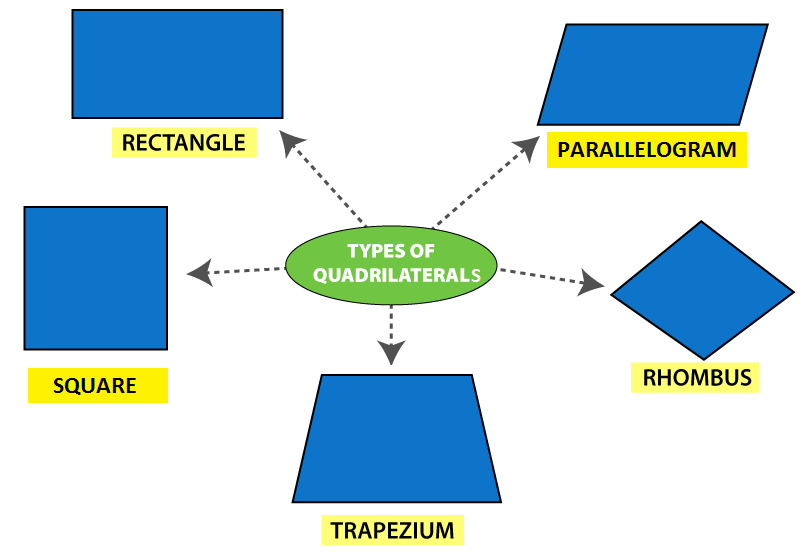 RECTANGLE
PARALLELOGRAM
TYPES OF
QUADRILATERALS
SQUARE
RHOMBUS
TRAPEZIUM